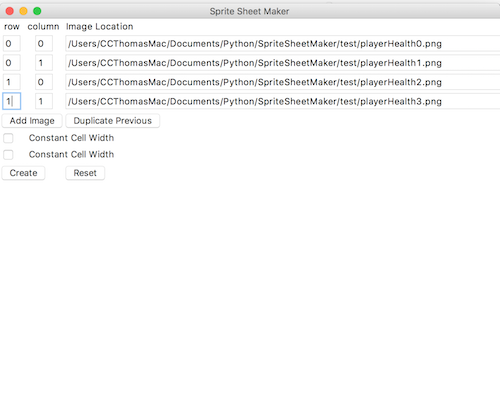 Sprite Sheet Maker
row column Image Location
0 0 /Users/CCThomasMac/Documents/Python/SpriteSheetMaker/test/playerHealth0.png
0 1 /Users/CCThomasMac/Documents/Python/SpriteSheetMaker/test/playerHealth1.png
1 0 /Users/CCThomasMac/Documents/Python/SpriteSheetMaker/test/playerHealth2.png
1 1 /Users/CCThomasMac/Documents/Python/SpriteSheetMaker/test/playerHealth3.png
Add Image Duplicate Previous
Constant Cell Width
Constant Cell Width
Create Reset